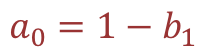 a₀ = 1 − b₁